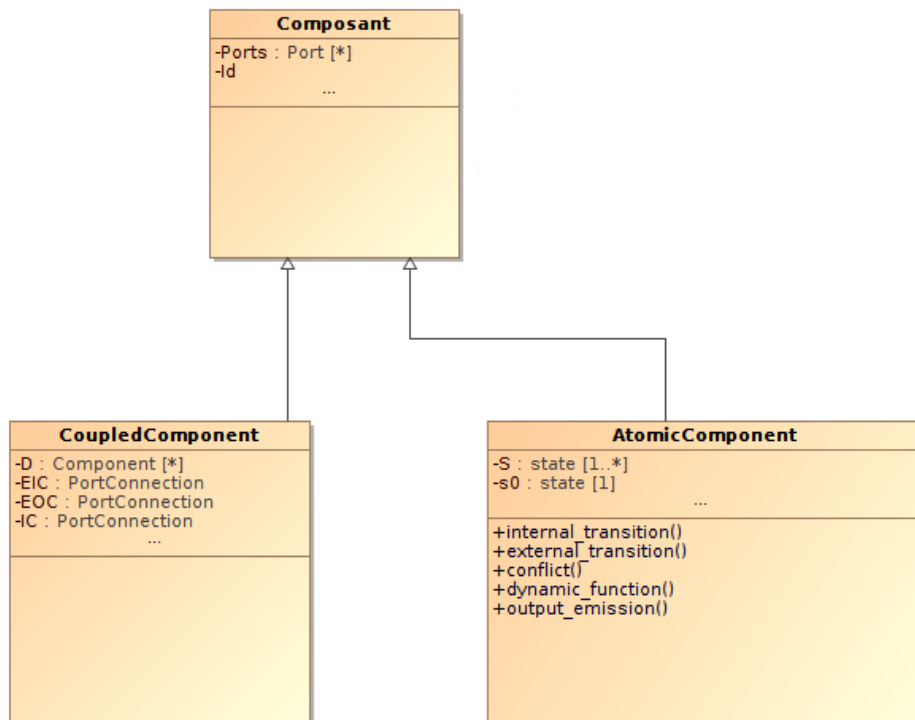 Composant
-Ports : Port [*]
-Id
...
CoupledComponent
-D : Component [*]
-EIC : PortConnection
-EOC : PortConnection
-IC : PortConnection
...
AtomicComponent
-S : state [1..*]
-s0 : state [1]
...
+internal_transition()
+external_transition()
+conflict()
+dynamic_function()
+output_emission()